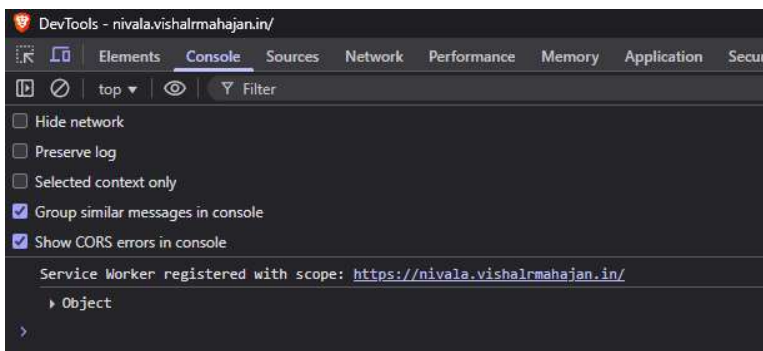 DevTools - nivala.vishalrmahajan.in/
Elements Console Sources Network Performance Memory Application Secu
top Filter
Hide network
Preserve log
Selected context only
Group similar messages in console
Show CORS errors in console
Service Worker registered with scope: https://nivala.vishalrmahajan.in/
Object